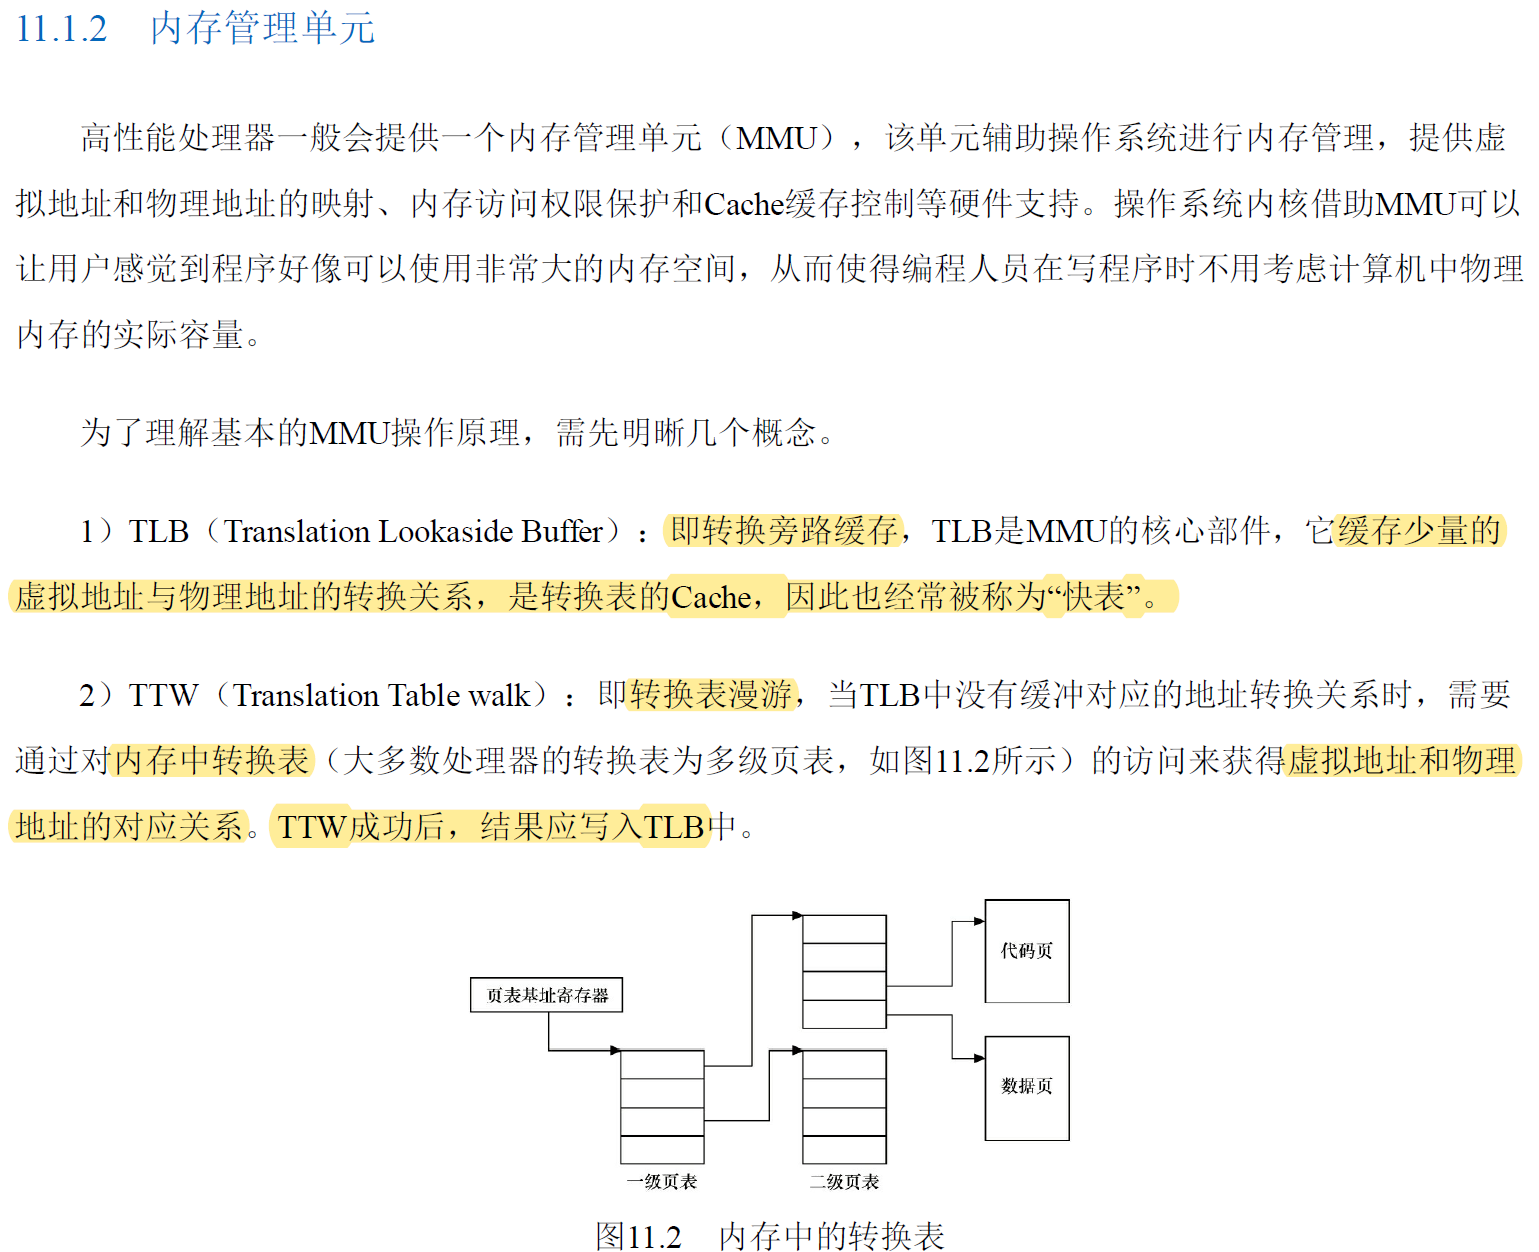 11.1.2 内存管理单元
高性能处理器一般会提供一个内存管理单元（MMU），该单元辅助操作系统进行内存管理，提供虚
拟地址和物理地址的映射、内存访问权限保护和Cache缓存控制等硬件支持。操作系统内核借助MMU可以
让用户感觉到程序好像可以使用非常大的内存空间，从而使得编程人员在写程序时不用考虑计算机中物理
内存的实际容量。
为了理解基本的MMU操作原理，需先明晰几个概念。
1）TLB（Translation Lookaside Buffer）：即转换旁路缓存，TLB是MMU的核心部件，它缓存少量的
虚拟地址与物理地址的转换关系，是转换表的Cache，因此也经常被称为“快表”。
2）TTW（Translation Table walk）：即转换表漫游，当TLB中没有缓冲对应的地址转换关系时，需要
通过对内存中转换表（大多数处理器的转换表为多级页表，如图11.2所示）的访问来获得虚拟地址和物理
地址的对应关系。TTW成功后，结果应写入TLB中。
代码页
页表基址寄存器
数据页
一级页表
二级页表
图11.2 内存中的转换表